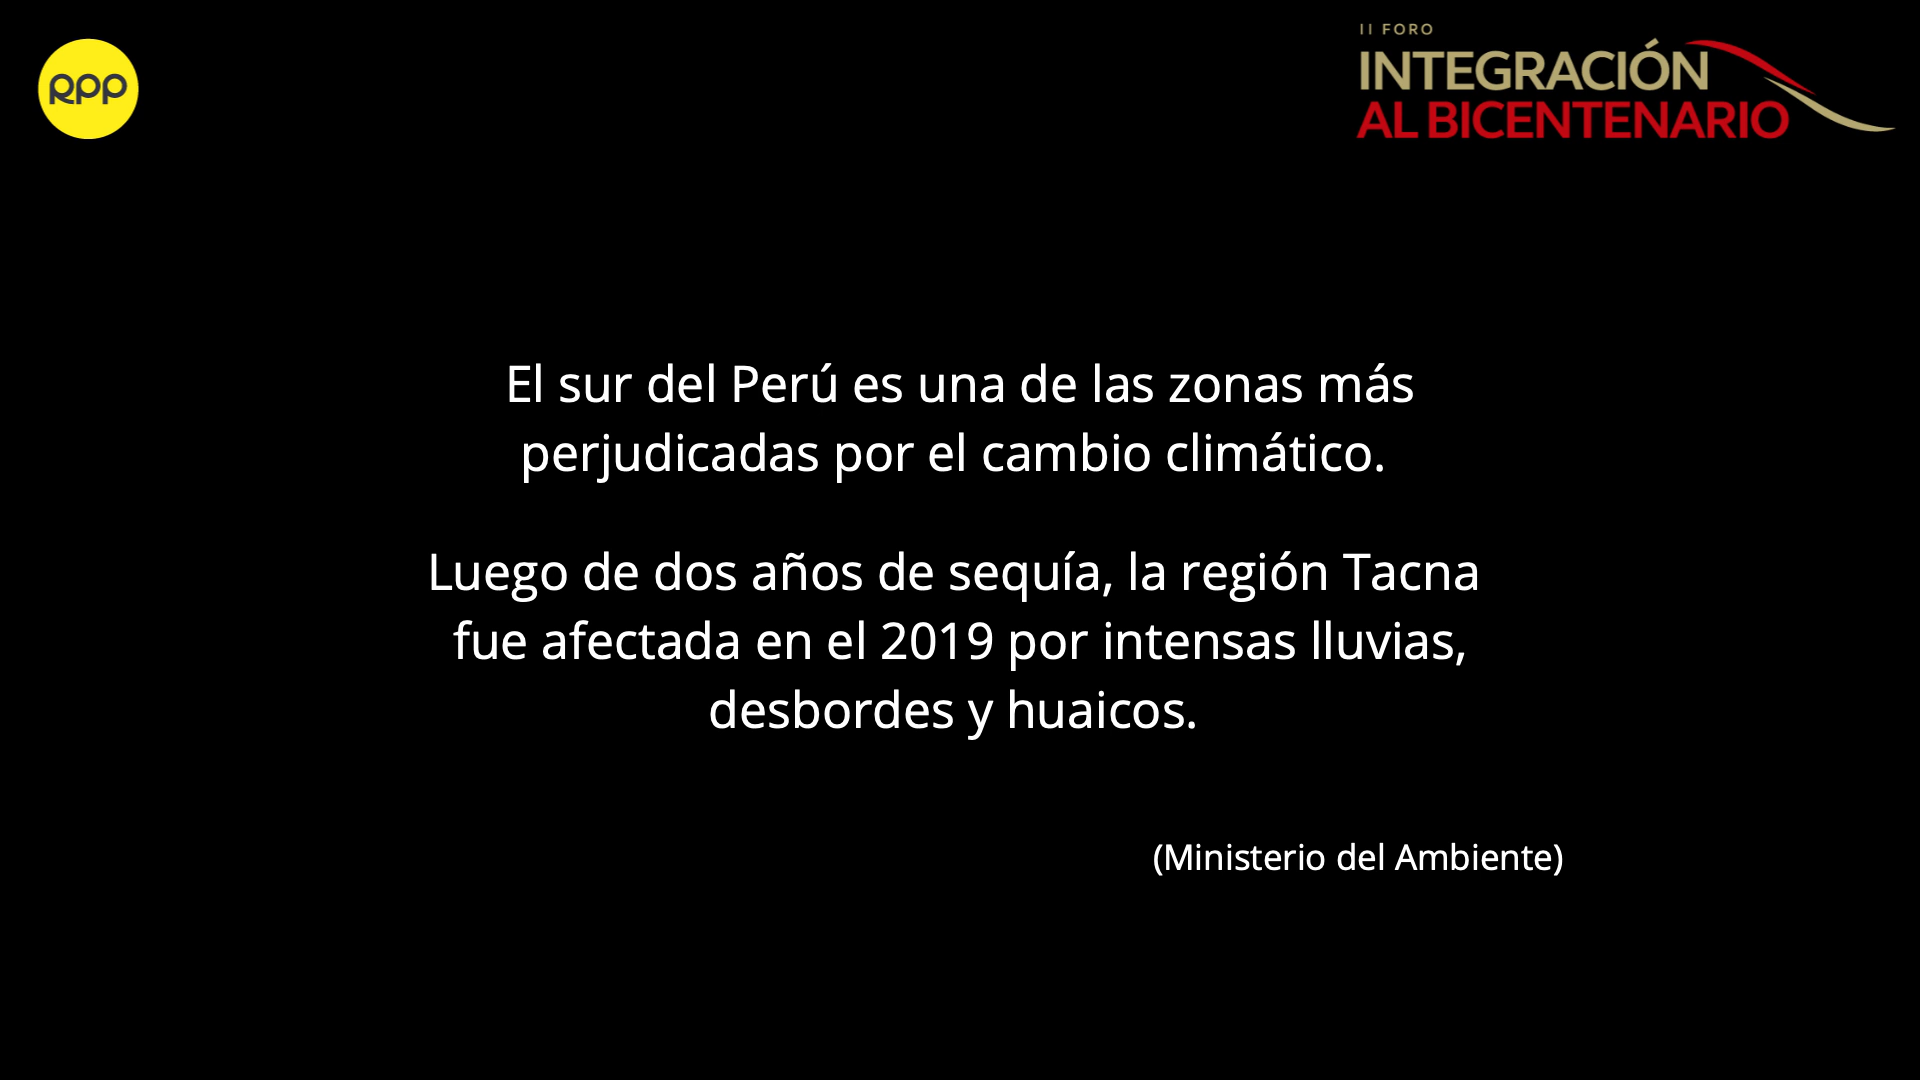 rpp
II FORO
INTEGRACIÓN
AL BICENTENARIO
El sur del Perú es una de las zonas más
perjudicadas por el cambio climático.
Luego de dos años de sequía, la región Tacna
fue afectada en el 2019 por intensas lluvias,
desbordes y huaicos.
(Ministerio del Ambiente)